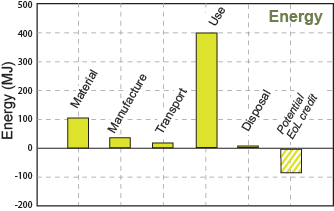 Energy
Energy (MJ)
500
400
300
200
100
0
-100
-200
Material
Manufacture
Transport
Use
Disposal
Potential/
EoL credit